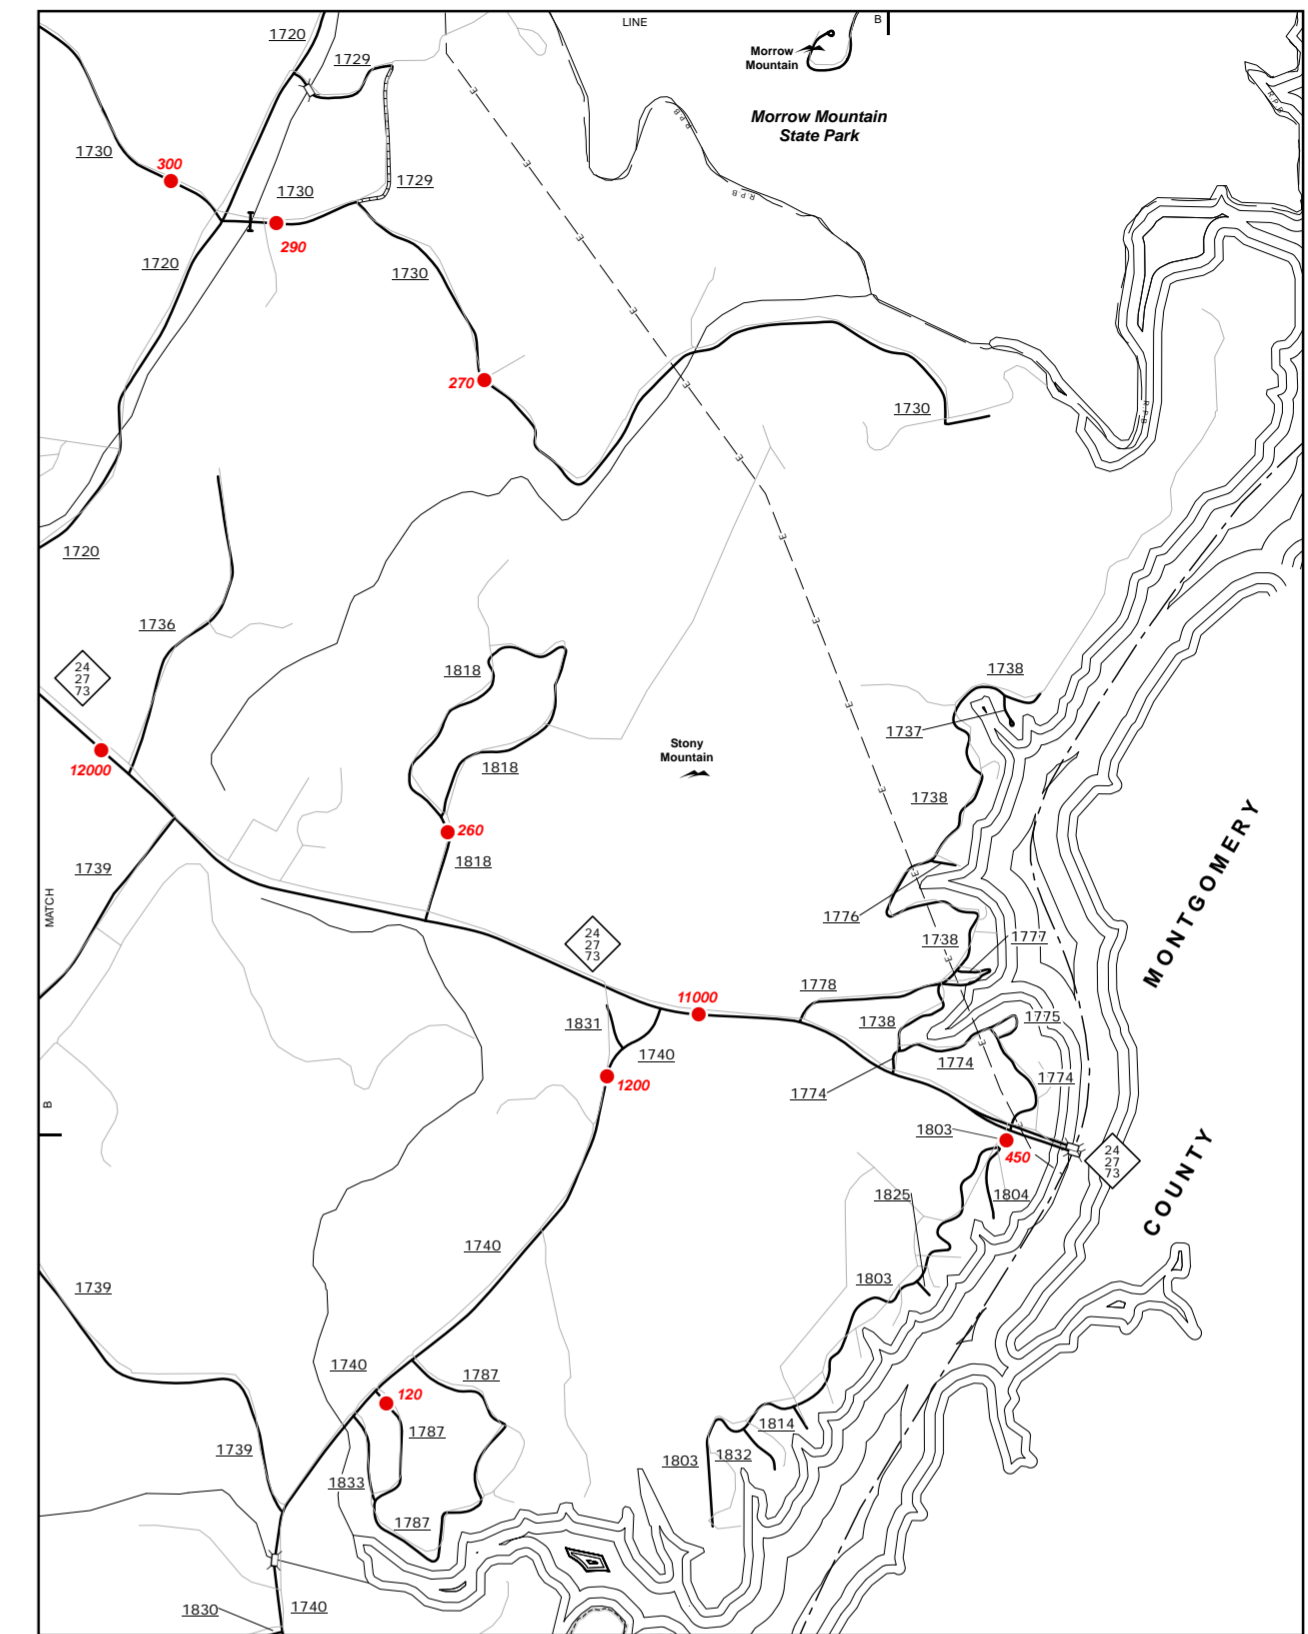 LINE
B
1720
1729
Morrow
Mountain
R P B
R P B
Morrow Mountain
State Park
1730
300
1730
1729
R P B
290
1720
1730
270
1730
R P B
1720
1736
24
27
73
1818
1738
1737
12000
Stony
Mountain
1818
1738
260
1818
1739
MATCH
1776
24
27
73
1738
1777
MONTGOMERY
11000
1778
1831
1738
1775
1740
1774
1774
1200
1774
B
1803
450
24
27
73
COUNTY
1825
1804
1740
1739
1803
1740
1787
120
1787
1814
1739
1803
1832
1833
1787
1830
1740
E
E
E
E
E
E
E
E
E
E
E
E